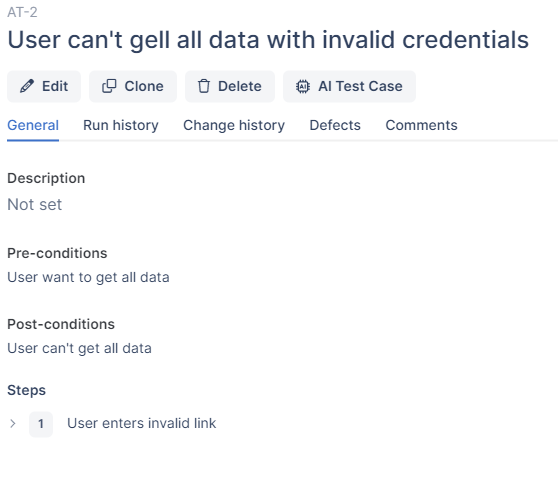 AT-2
User can't gell all data with invalid credentials
Edit Clone Delete AI Test Case
General Run history Change history Defects Comments
Description
Not set
Pre-conditions
User want to get all data
Post-conditions
User can't get all data
Steps
1 User enters invalid link